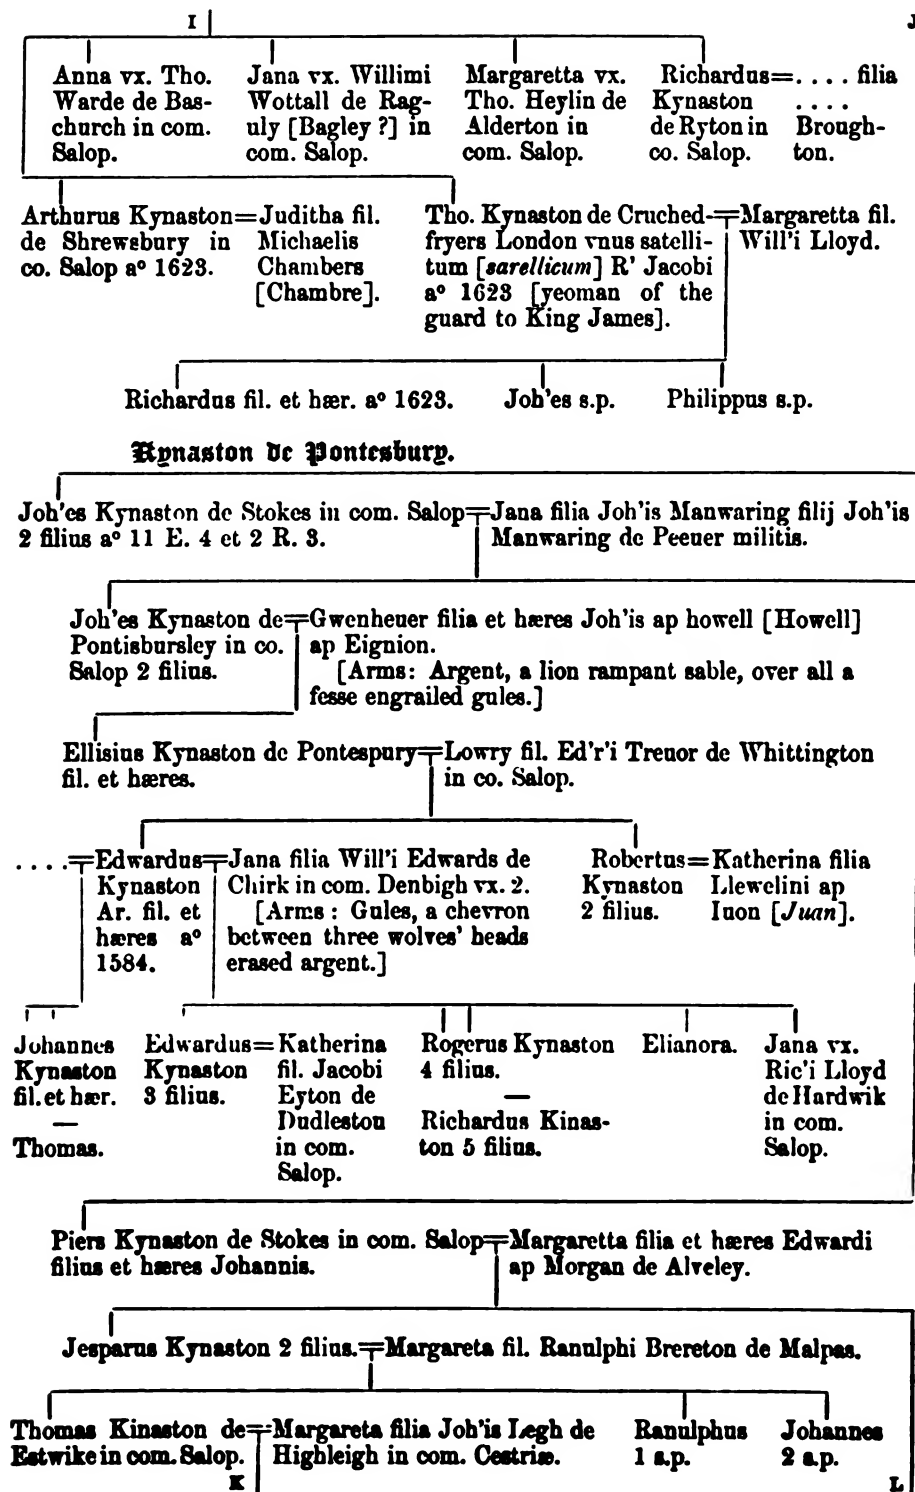 I J
Anna vx. Tho.
Warde de Bas-
church in com.
Salop.
Jana vx. Willimi
Wottall de Rag-
uly [Bagley ?] in
com. Salop.
Margaretta vx.
Tho. Heylin de
Alderton in
com. Salop.
Richardus=.... filia
Kynaston ....
de Ryton in Brough-
co. Salop. ton.
Arthurus Kynaston=Juditha fil.
de Shrewsbury in Michaelis
co. Salop aº 1623. Chambers
[Chambre].
Tho. Kynaston de Cruched-=Margaretta fil.
fryers London vnus satelli- Will'i Lloyd.
tum [sarellicum] R' Jacobi
aº 1623 [yeoman of the
guard to King James].
Richardus fil. et hær. aº 1623. Joh'es s.p. Philippus s.p.
Kynaston de Pontesbury.
Joh'es Kynaston de Stokes in com. Salop=Jana filia Joh'is Manwaring filij Joh'is
2 filius aº 11 E. 4 et 2 R. 3. Manwaring de Peeuer militis.
Joh'es Kynaston de=Gwenheuer filia et hæres Joh'is ap howell [Howell]
Pontisbursley in co. ap Eignion.
Salop 2 filius. [Arms: Argent, a lion rampant sable, over all a
fesse engrailed gules.]
Ellisius Kynaston de Pontespury=Lowry fil. Ed'r'i Treuor de Whittington
fil. et hæres. in co. Salop.
....=Edwardus=Jana filia Will'i Edwards de
Kynaston Chirk in com. Denbigh vx. 2.
Ar. fil. et [Arms : Gules, a chevron
hæres aº between three wolves' heads
1584. erased argent.]
Robertus=Katherina filia
Kynaston Llewelini ap
2 filius. Iuon [Juan].
Johannes
Kynaston
fil. et hær.
—
Thomas.
Edwardus=Katherina
Kynaston fil. Jacobi
3 filius. Eyton de
Dudleston
in com.
Salop.
Rogerus Kynaston
4 filius.
—
Richardus Kinas-
ton 5 filius.
Elianora.
Jana vx.
Ric'i Lloyd
de Hardwik
in com.
Salop.
Piers Kynaston de Stokes in com. Salop=Margaretta filia et hæres Edwardi
filius et hæres Johannis. ap Morgan de Alveley.
Jesparus Kynaston 2 filius.=Margareta fil. Ranulphi Brereton de Malpas.
Thomas Kinaston de=Margareta filia Joh'is Legh de
Estwike in com. Salop. Highleigh in com. Cestriæ.
Ranulphus
1 s.p.
Johannes
2 s.p.
K L